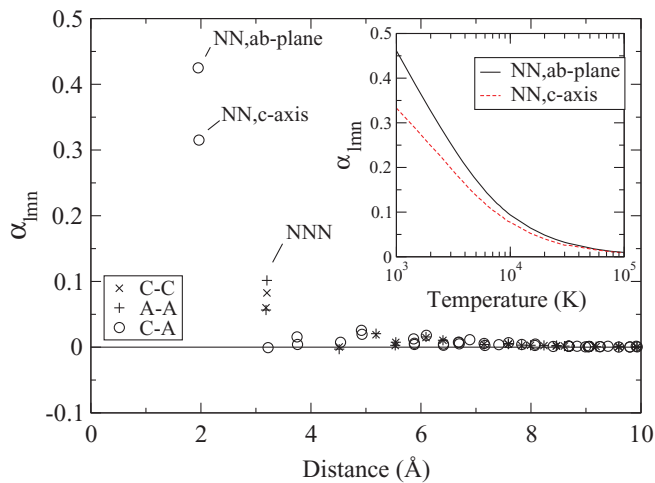 0.5
0.4
0.3
0.2
0.1
0
-0.1
α_lmn
NN,ab-plane
NN,c-axis
NNN
C-C
A-A
C-A
0 2 4 6 8 10
Distance (Å)
0.5
0.4
0.3
0.2
0.1
0
α_lmn
NN,ab-plane
NN,c-axis
10^3 10^4 10^5
Temperature (K)